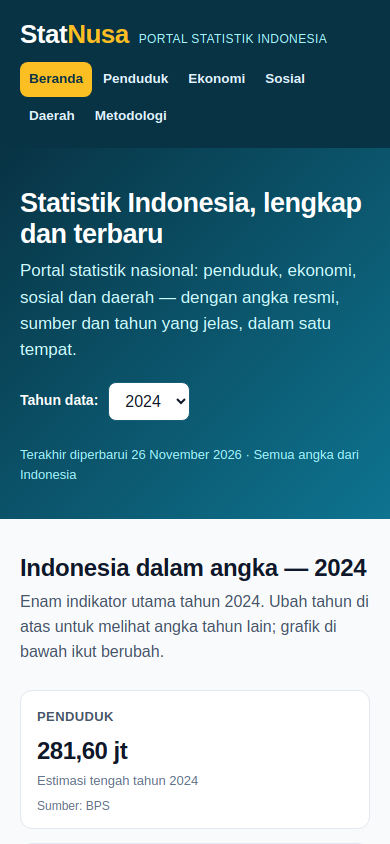 StatNusa PORTAL STATISTIK INDONESIA
Beranda Penduduk Ekonomi Sosial
Daerah Metodologi
Statistik Indonesia, lengkap
dan terbaru
Portal statistik nasional: penduduk, ekonomi,
sosial dan daerah — dengan angka resmi,
sumber dan tahun yang jelas, dalam satu
tempat.
Tahun data: 2024
Terakhir diperbarui 26 November 2026 · Semua angka dari
Indonesia
Indonesia dalam angka — 2024
Enam indikator utama tahun 2024. Ubah tahun di
atas untuk melihat angka tahun lain; grafik di
bawah ikut berubah.
PENDUDUK
281,60 jt
Estimasi tengah tahun 2024
Sumber: BPS